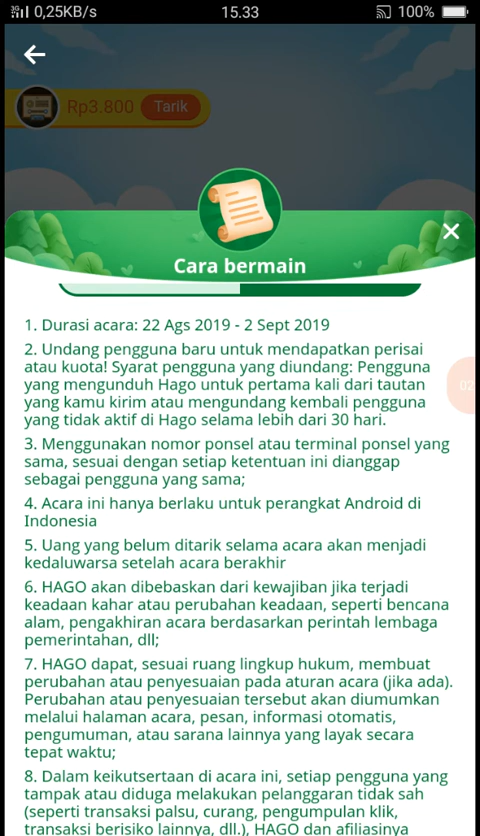 3G 0,25KB/s 15.33 100%
Rp3.800 Tarik
Cara bermain
1. Durasi acara: 22 Ags 2019 - 2 Sept 2019
2. Undang pengguna baru untuk mendapatkan perisai
atau kuota! Syarat pengguna yang diundang: Pengguna
yang mengunduh Hago untuk pertama kali dari tautan
yang kamu kirim atau mengundang kembali pengguna
yang tidak aktif di Hago selama lebih dari 30 hari.
02
3. Menggunakan nomor ponsel atau terminal ponsel yang
sama, sesuai dengan setiap ketentuan ini dianggap
sebagai pengguna yang sama;
4. Acara ini hanya berlaku untuk perangkat Android di
Indonesia
5. Uang yang belum ditarik selama acara akan menjadi
kedaluwarsa setelah acara berakhir
6. HAGO akan dibebaskan dari kewajiban jika terjadi
keadaan kahar atau perubahan keadaan, seperti bencana
alam, pengakhiran acara berdasarkan perintah lembaga
pemerintahan, dll;
7. HAGO dapat, sesuai ruang lingkup hukum, membuat
perubahan atau penyesuaian pada aturan acara (jika ada).
Perubahan atau penyesuaian tersebut akan diumumkan
melalui halaman acara, pesan, informasi otomatis,
pengumuman, atau sarana lainnya yang layak secara
tepat waktu;
8. Dalam keikutsertaan di acara ini, setiap pengguna yang
tampak atau diduga melakukan pelanggaran tidak sah
(seperti transaksi palsu, curang, pengumpulan klik,
transaksi berisiko lainnya, dll.), HAGO dan afiliasinya